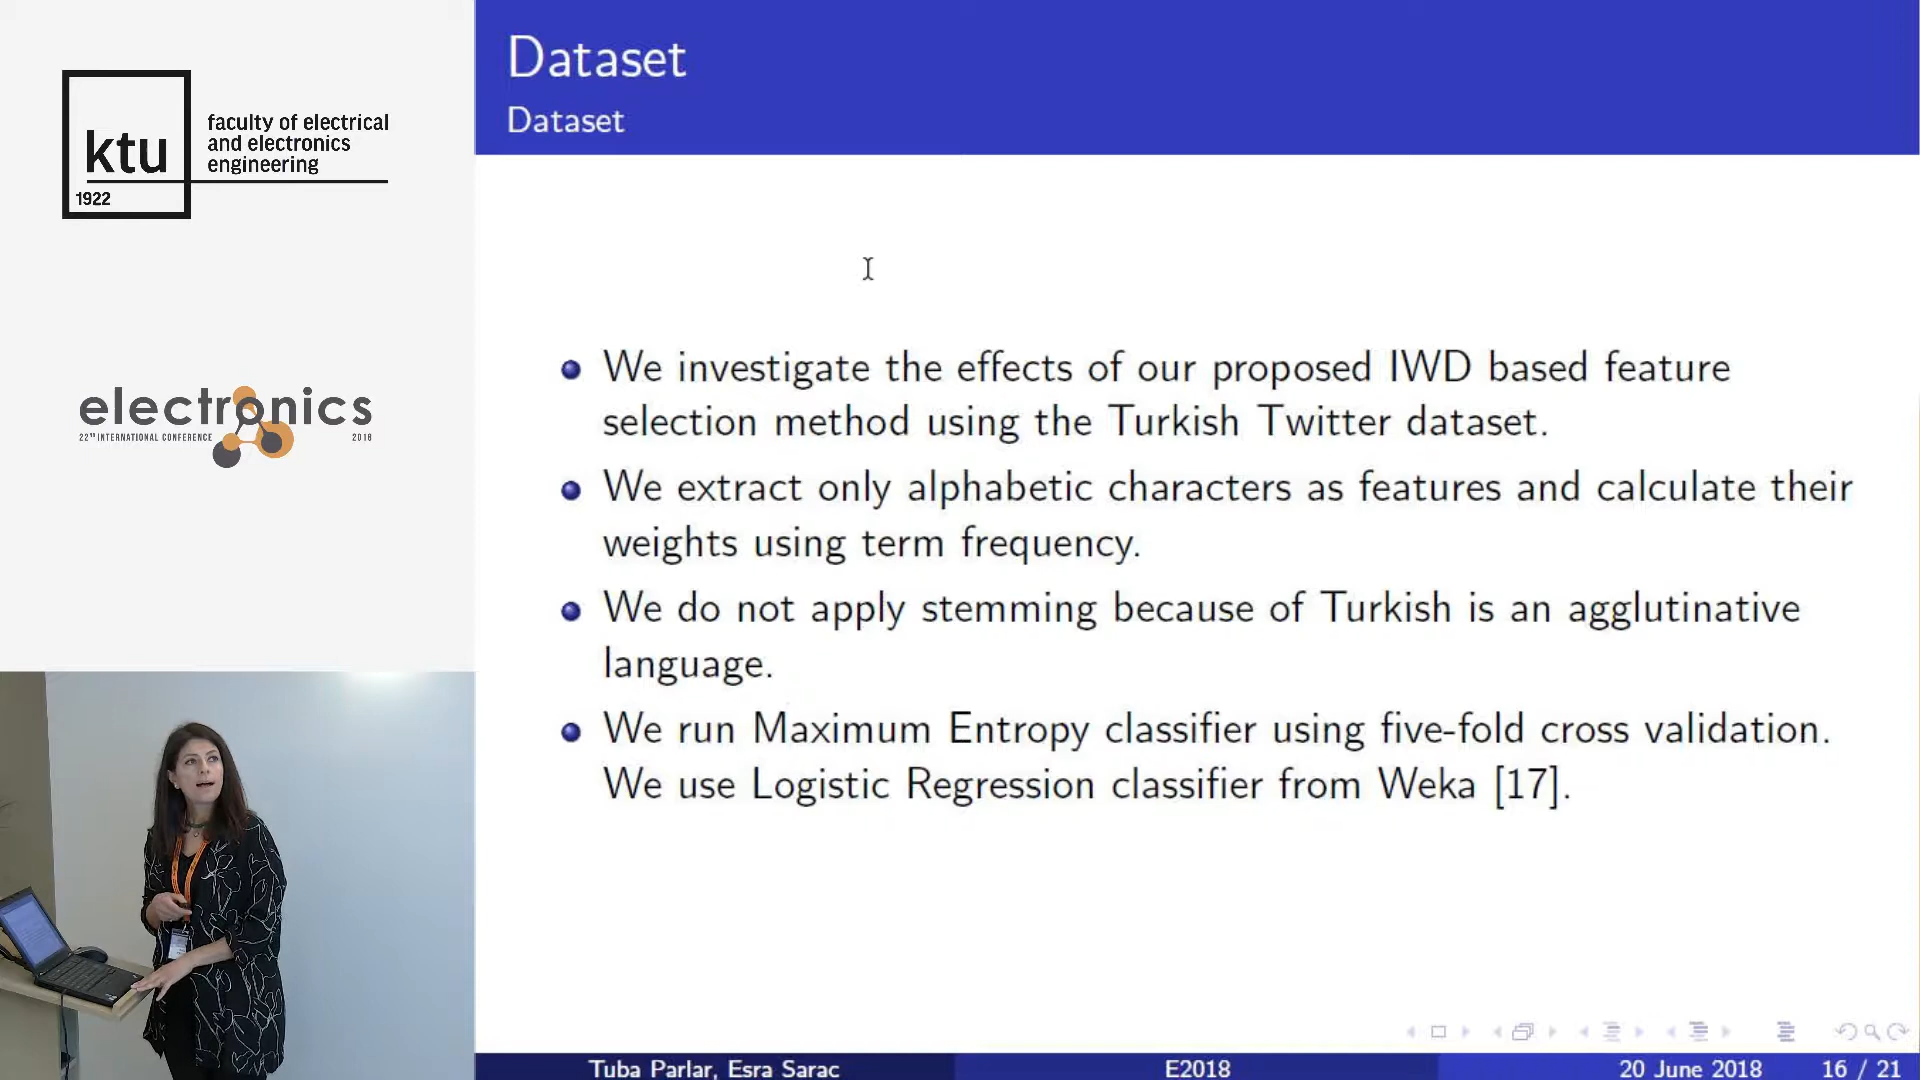 ktu
1922
faculty of electrical
and electronics
engineering
electronics
22ND INTERNATIONAL CONFERENCE 2018
Dataset
Dataset
We investigate the effects of our proposed IWD based feature
selection method using the Turkish Twitter dataset.
We extract only alphabetic characters as features and calculate their
weights using term frequency.
We do not apply stemming because of Turkish is an agglutinative
language.
We run Maximum Entropy classifier using five-fold cross validation.
We use Logistic Regression classifier from Weka [17].
Tuba Parlar, Esra Sarac
E2018
20 June 2018
16 / 21